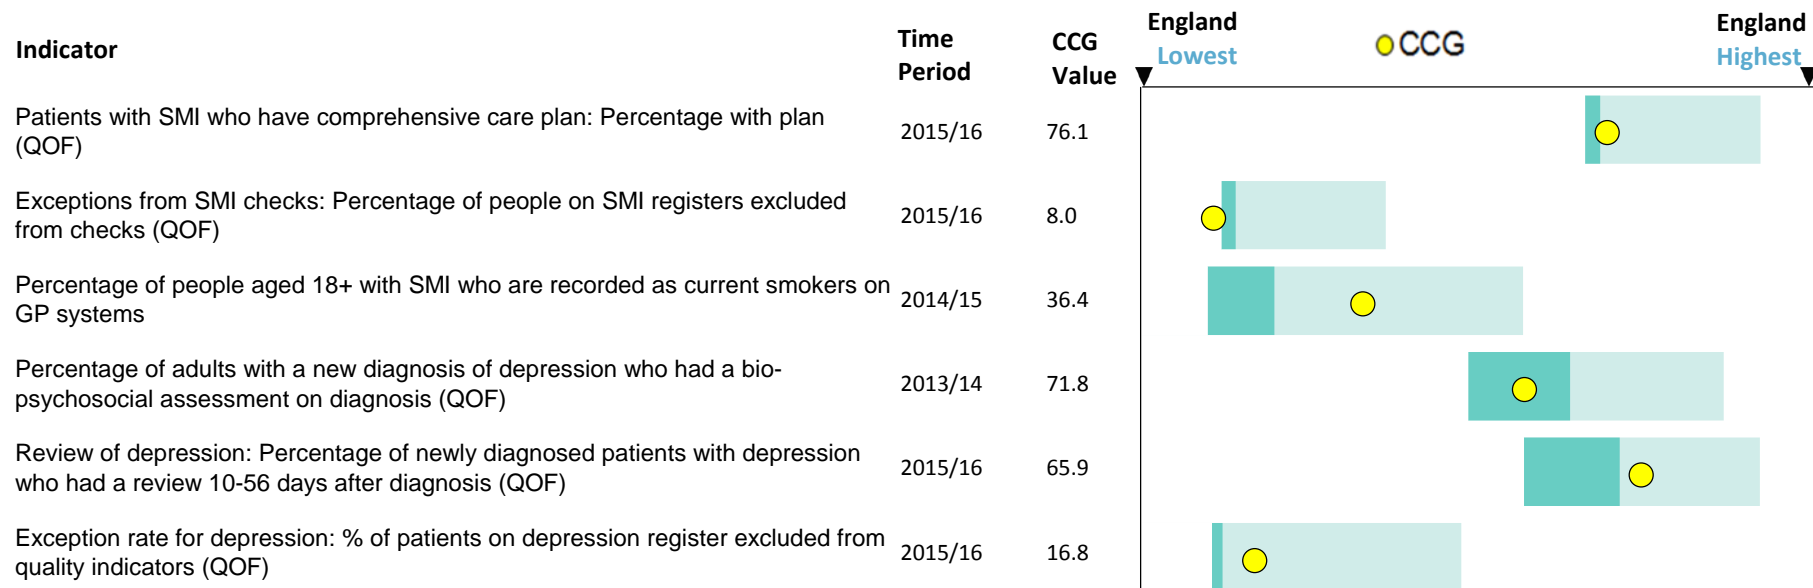 Indicator
Time
Period
CCG
Value
England
Lowest
CCG
England
Highest
Patients with SMI who have comprehensive care plan: Percentage with plan
(QOF)
2015/16
76.1
Exceptions from SMI checks: Percentage of people on SMI registers excluded
from checks (QOF)
2015/16
8.0
Percentage of people aged 18+ with SMI who are recorded as current smokers on
GP systems
2014/15
36.4
Percentage of adults with a new diagnosis of depression who had a bio-
psychosocial assessment on diagnosis (QOF)
2013/14
71.8
Review of depression: Percentage of newly diagnosed patients with depression
who had a review 10-56 days after diagnosis (QOF)
2015/16
65.9
Exception rate for depression: % of patients on depression register excluded from
quality indicators (QOF)
2015/16
16.8